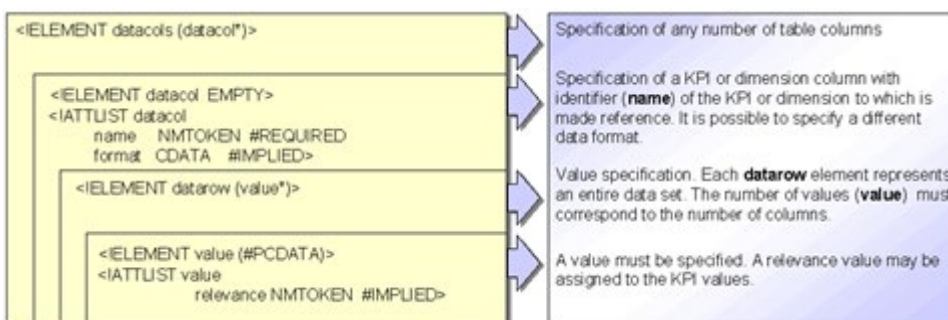 <!ELEMENT datacols (datacol*)>
<!ELEMENT datacol EMPTY>
<!ATTLIST datacol
name NMTOKEN #REQUIRED
format CDATA #IMPLIED>
<!ELEMENT datarow (value*)>
<!ELEMENT value (#PCDATA)>
<!ATTLIST value
relevance NMTOKEN #IMPLIED>
Specification of any number of table columns
Specification of a KPI or dimension column with
identifier (name) of the KPI or dimension to which is
made reference. It is possible to specify a different
data format.
Value specification. Each datarow element represents
an entire data set. The number of values (value) mus
correspond to the number of columns.
A value must be specified. A relevance value may be
assigned to the KPI values.